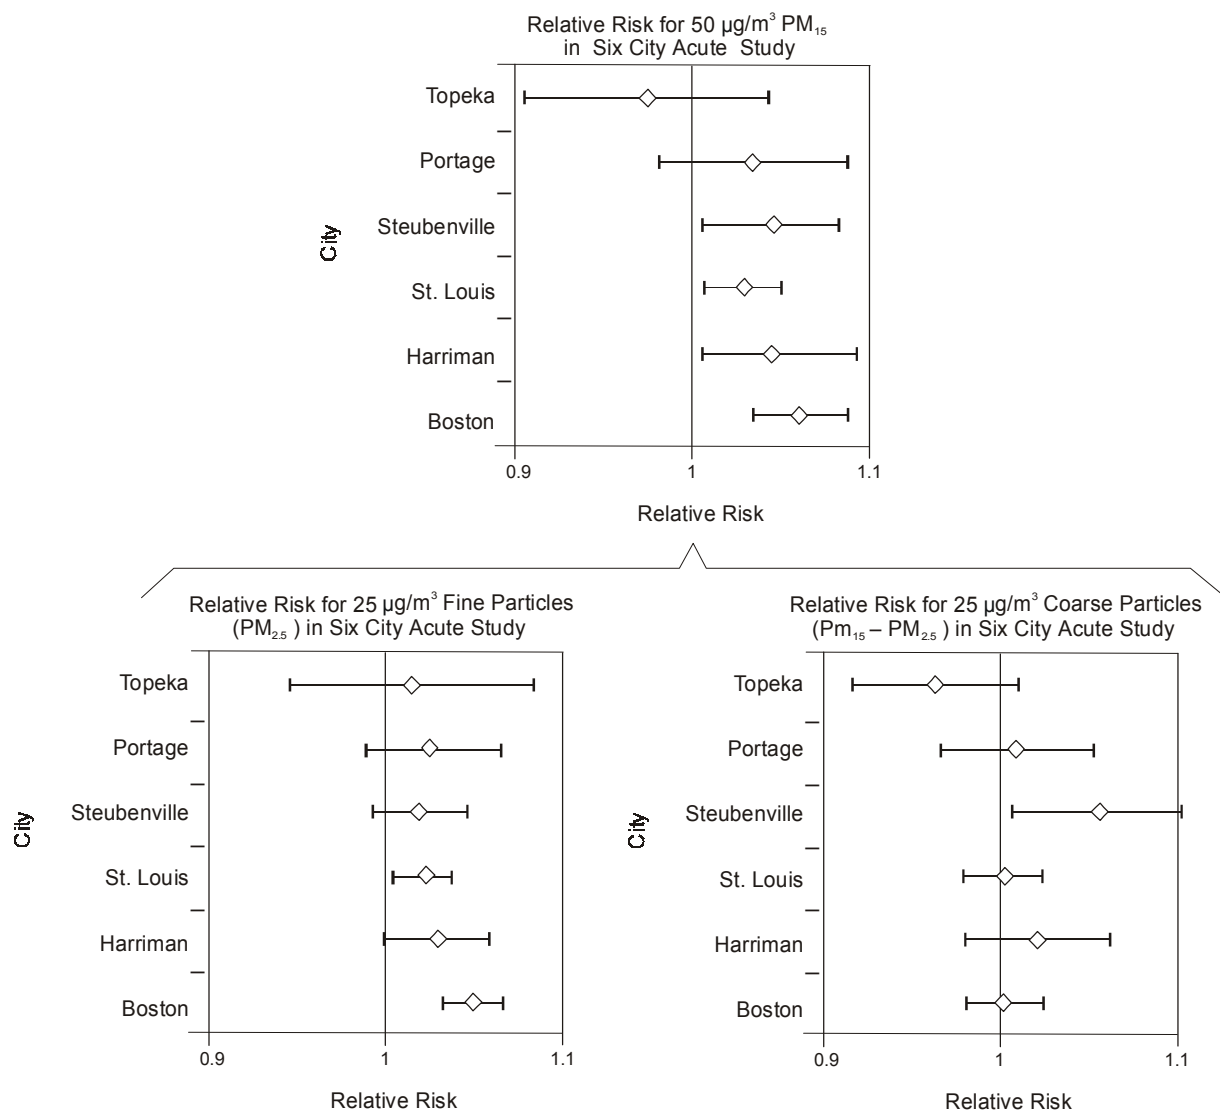 Relative Risk for 50 µg/m³ PM₁₅
in Six City Acute Study
Topeka
Portage
Steubenville
St. Louis
Harriman
Boston
City
0.9 1 1.1
Relative Risk
Relative Risk for 25 µg/m³ Fine Particles
(PM₂.₅ ) in Six City Acute Study
Topeka
Portage
Steubenville
St. Louis
Harriman
Boston
City
0.9 1 1.1
Relative Risk
Relative Risk for 25 µg/m³ Coarse Particles
(Pm₁₅ – PM₂.₅ ) in Six City Acute Study
Topeka
Portage
Steubenville
St. Louis
Harriman
Boston
City
0.9 1 1.1
Relative Risk